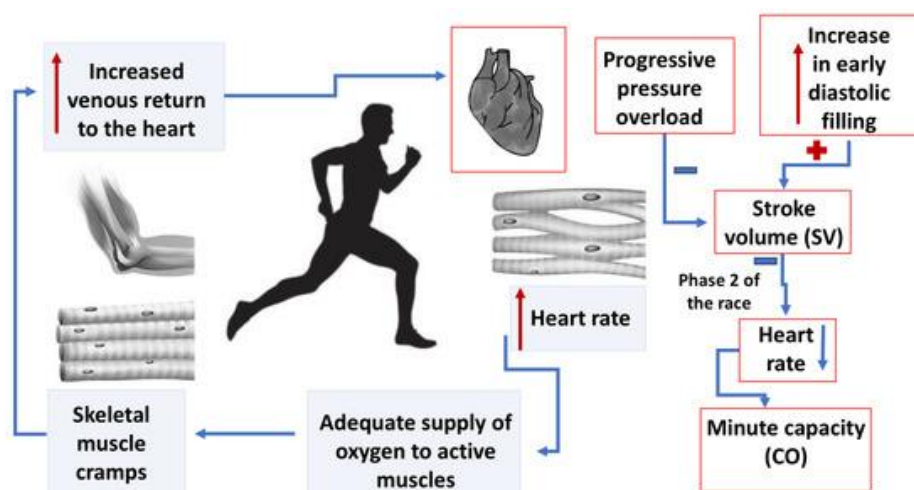 Increased
venous return
to the heart
Progressive
pressure
overload
Increase
in early
diastolic
filling
Stroke
volume (SV)
Phase 2 of
the race
Heart rate
Heart
rate
Skeletal
muscle
cramps
Adequate supply of
oxygen to active
muscles
Minute capacity
(CO)